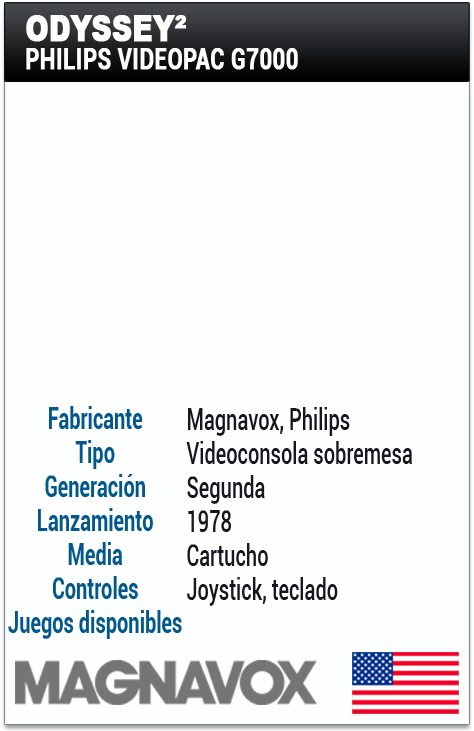 ODYSSEY²
PHILIPS VIDEOPAC G7000
Fabricante Magnavox, Philips
Tipo Videoconsola sobremesa
Generación Segunda
Lanzamiento 1978
Media Cartucho
Controles Joystick, teclado
Juegos disponibles
MAGNAVOX